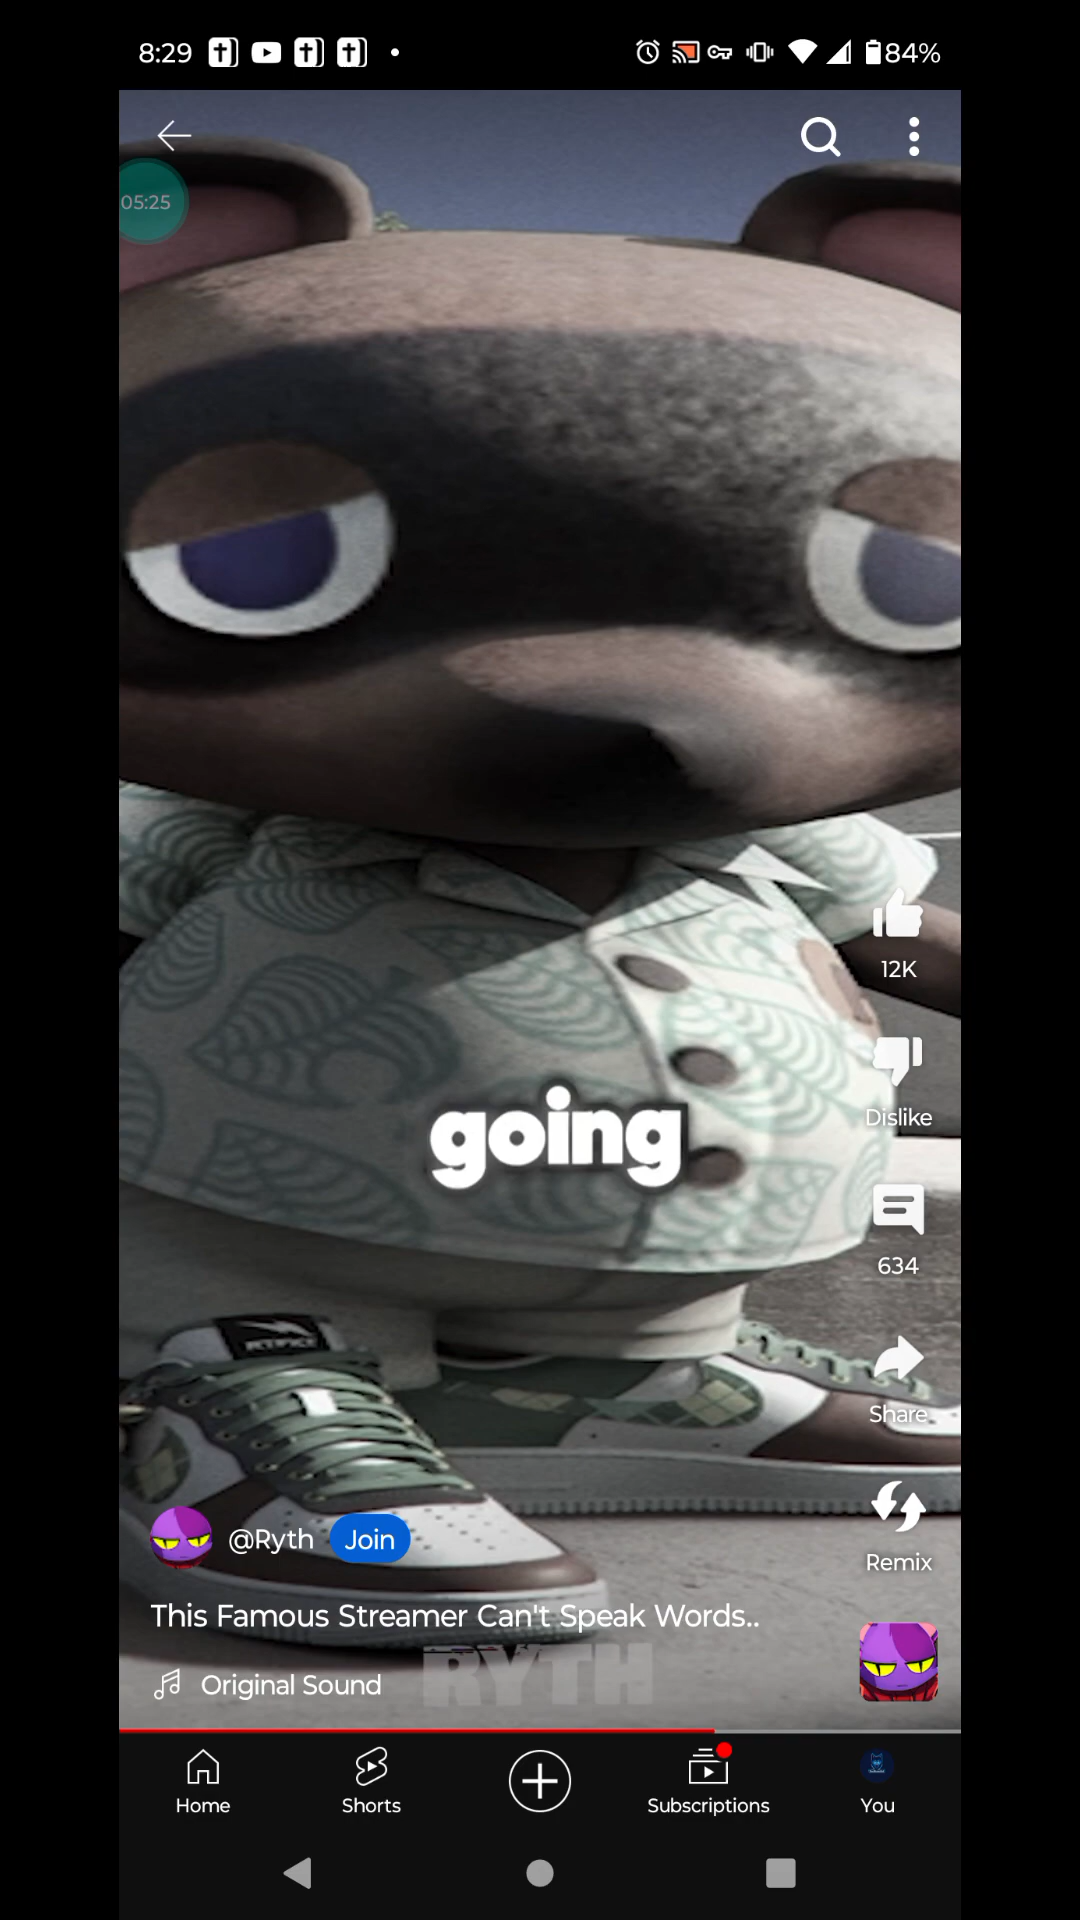 8:29
84%
05:25
12K
Dislike
going
634
Share
@Ryth
Join
Remix
This Famous Streamer Can't Speak Words..
RYTH
Original Sound
Home
Shorts
Subscriptions
You